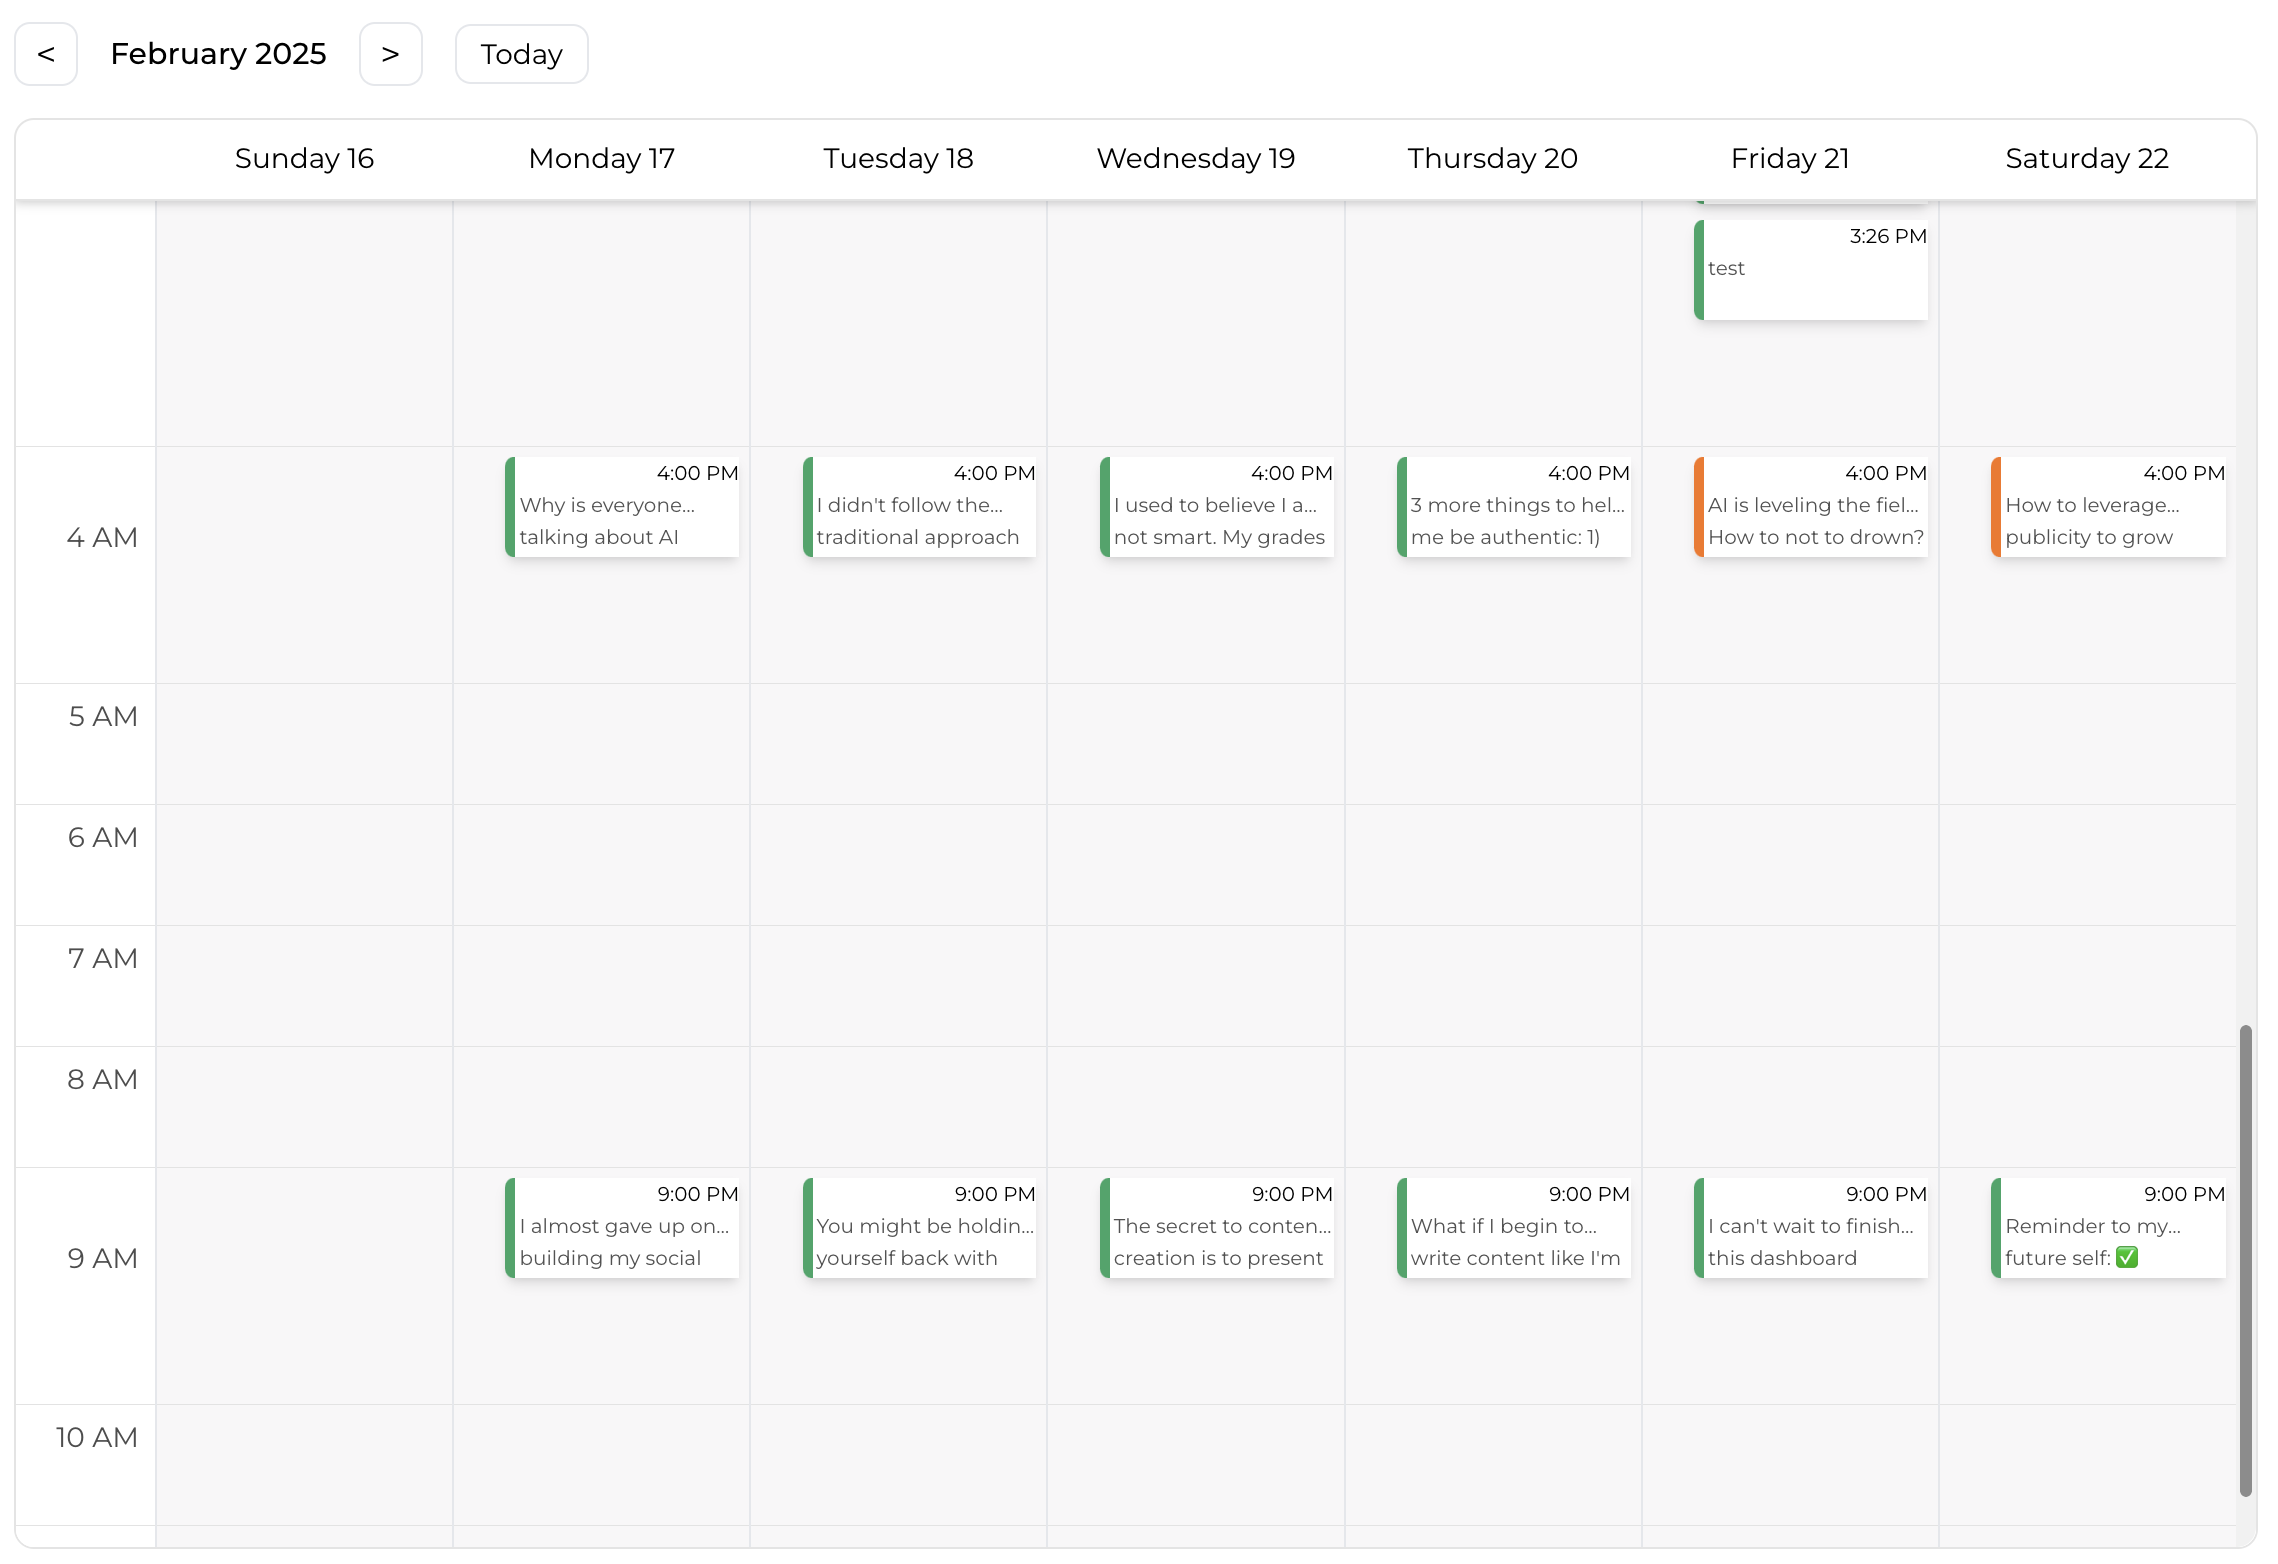 < February 2025 > Today
Sunday 16 Monday 17 Tuesday 18 Wednesday 19 Thursday 20 Friday 21 Saturday 22
3:26 PM
test
4 AM
4:00 PM
Why is everyone...
talking about AI
4:00 PM
I didn't follow the...
traditional approach
4:00 PM
I used to believe I a...
not smart. My grades
4:00 PM
3 more things to hel...
me be authentic: 1)
4:00 PM
AI is leveling the fiel...
How to not to drown?
4:00 PM
How to leverage...
publicity to grow
5 AM
6 AM
7 AM
8 AM
9 AM
9:00 PM
I almost gave up on...
building my social
9:00 PM
You might be holdin...
yourself back with
9:00 PM
The secret to conten...
creation is to present
9:00 PM
What if I begin to...
write content like I'm
9:00 PM
I can't wait to finish...
this dashboard
9:00 PM
Reminder to my...
future self: ✅
10 AM